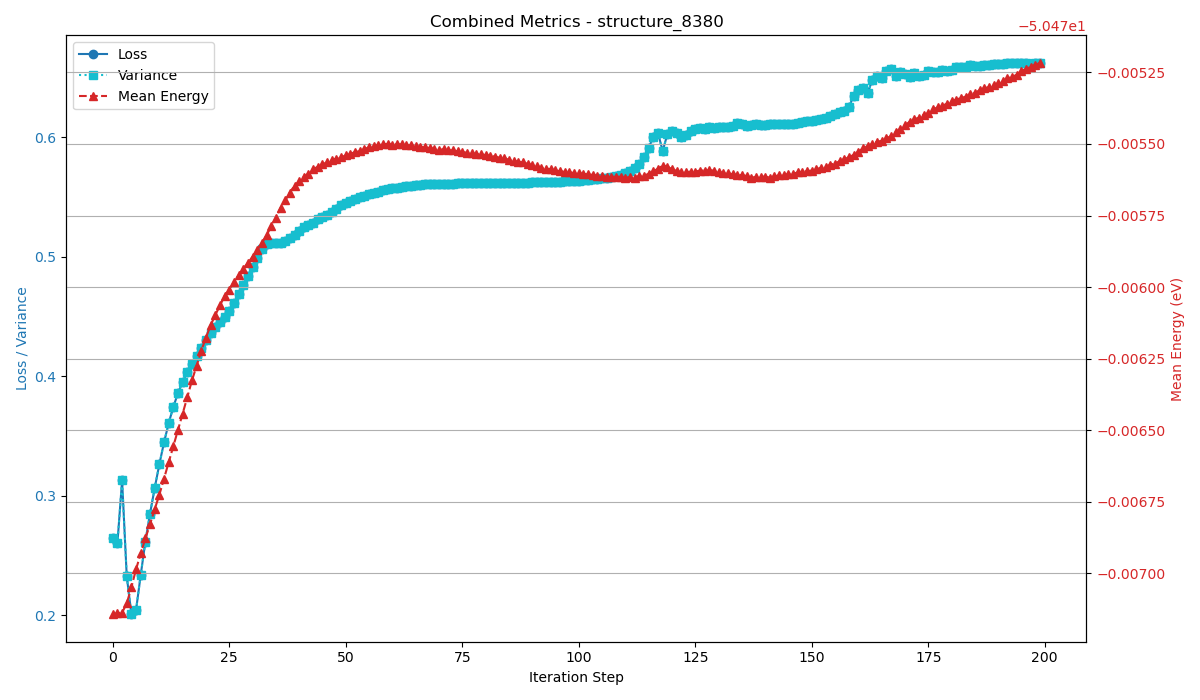 Combined Metrics - structure_8380
−5.047e1
Loss
Variance
Mean Energy
0.6
0.5
0.4
0.3
0.2
Loss / Variance
−0.00525
−0.00550
−0.00575
−0.00600
−0.00625
−0.00650
−0.00675
−0.00700
Mean Energy (eV)
0 25 50 75 100 125 150 175 200
Iteration Step